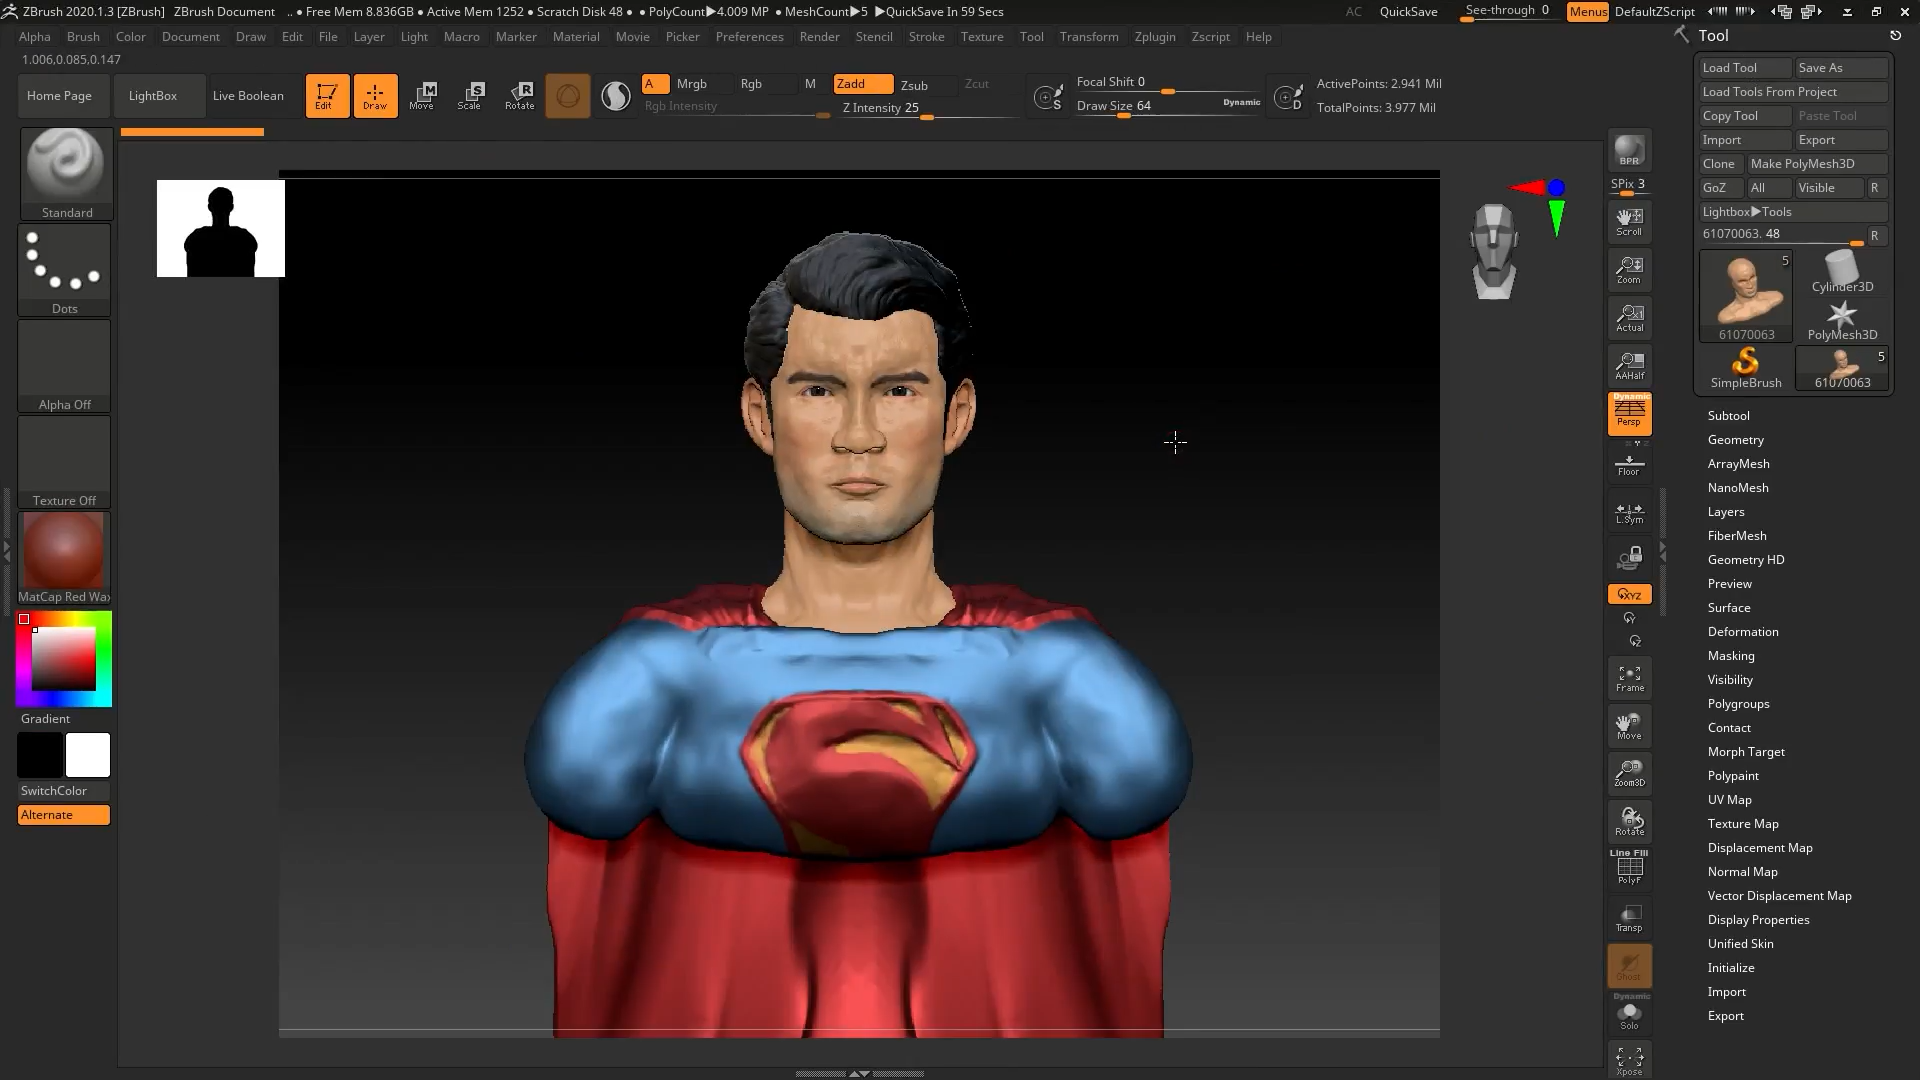 ZBrush 2020.1.3 [ZBrush] ZBrush Document .. • Free Mem 8.836GB • Active Mem 1252 • Scratch Disk 48 • • PolyCount▶4.009 MP • MeshCount▶5 ▶QuickSave In 59 Secs AC QuickSave See-through 0 Menus DefaultZScript
Alpha Brush Color Document Draw Edit File Layer Light Macro Marker Material Movie Picker Preferences Render Stencil Stroke Texture Tool Transform Zplugin Zscript Help
1.006,0.085,0.147
Home Page LightBox Live Boolean Edit Draw Move Scale Rotate
A Mrgb Rgb M Zadd Zsub Zcut
Rgb Intensity Z Intensity 25
Focal Shift 0
Draw Size 64 Dynamic
S
D
ActivePoints: 2.941 Mil
TotalPoints: 3.977 Mil
Standard
Dots
Alpha Off
Texture Off
MatCap Red Wax
Gradient
SwitchColor
Alternate
BPR
SPix 3
Scroll
Zoom
Actual
AAHalf
Dynamic
Persp
Floor
L.Sym
XYZ
Y
Z
Frame
Move
Zoom3D
Rotate
Line Fill
PolyF
Transp
Ghost
Dynamic
Solo
Xpose
Tool
Load Tool Save As
Load Tools From Project
Copy Tool Paste Tool
Import Export
Clone Make PolyMesh3D
GoZ All Visible R
Lightbox▶Tools
61070063. 48 R
5
61070063
Cylinder3D
PolyMesh3D
SimpleBrush
5
61070063
Subtool
Geometry
ArrayMesh
NanoMesh
Layers
FiberMesh
Geometry HD
Preview
Surface
Deformation
Masking
Visibility
Polygroups
Contact
Morph Target
Polypaint
UV Map
Texture Map
Displacement Map
Normal Map
Vector Displacement Map
Display Properties
Unified Skin
Initialize
Import
Export